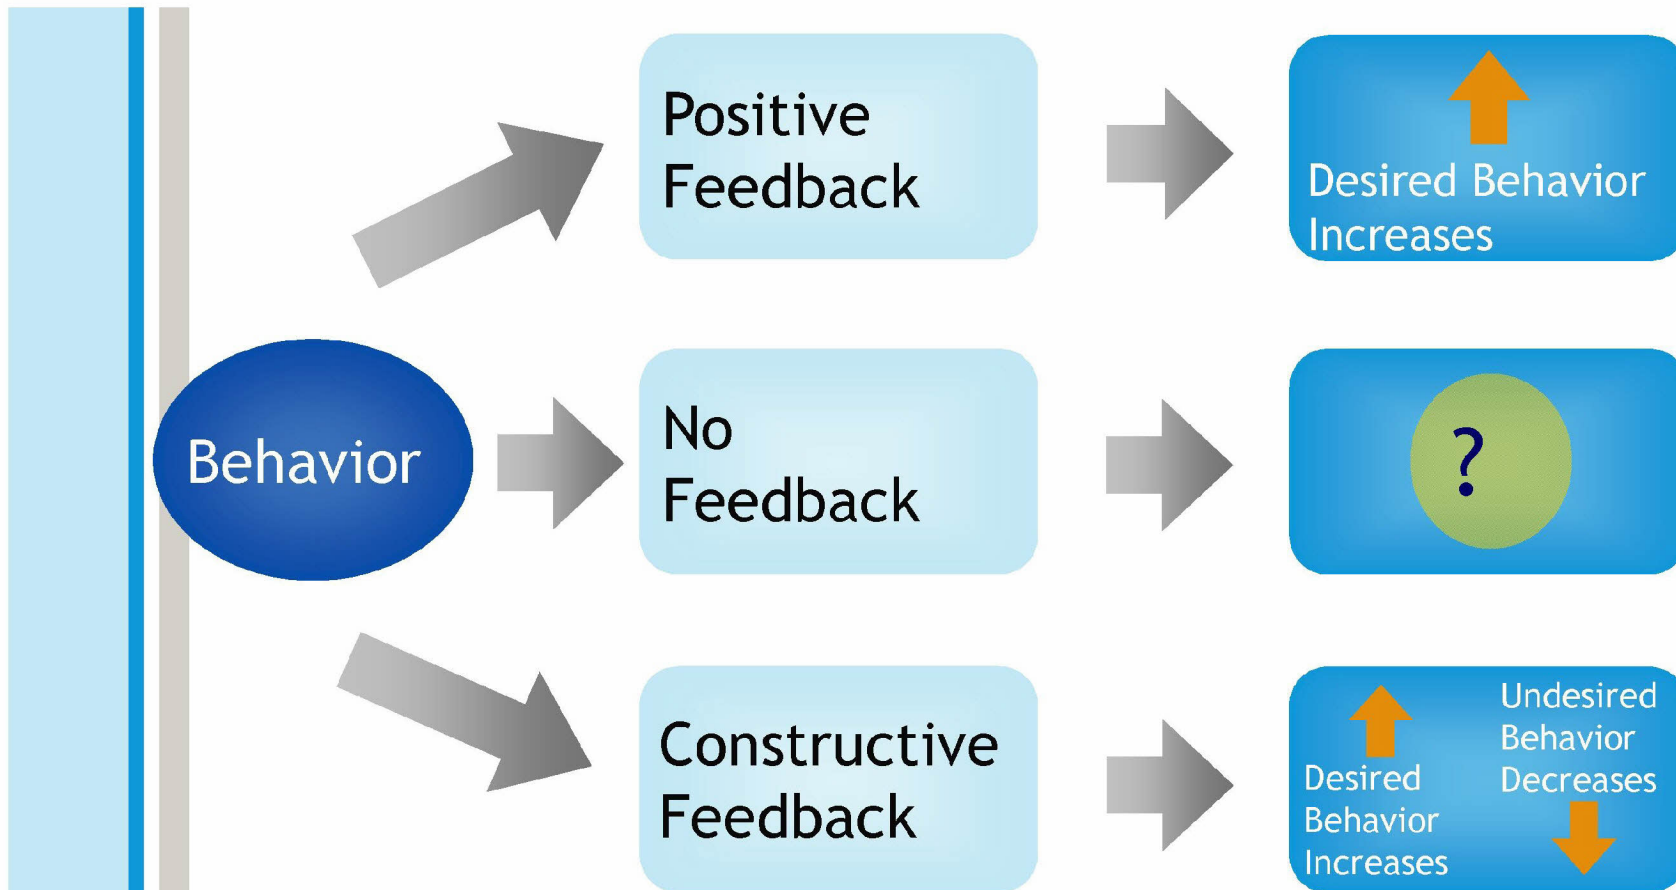 Positive
Feedback
Desired Behavior
Increases
Behavior
No
Feedback
?
Constructive
Feedback
Desired
Behavior
Increases
Undesired
Behavior
Decreases